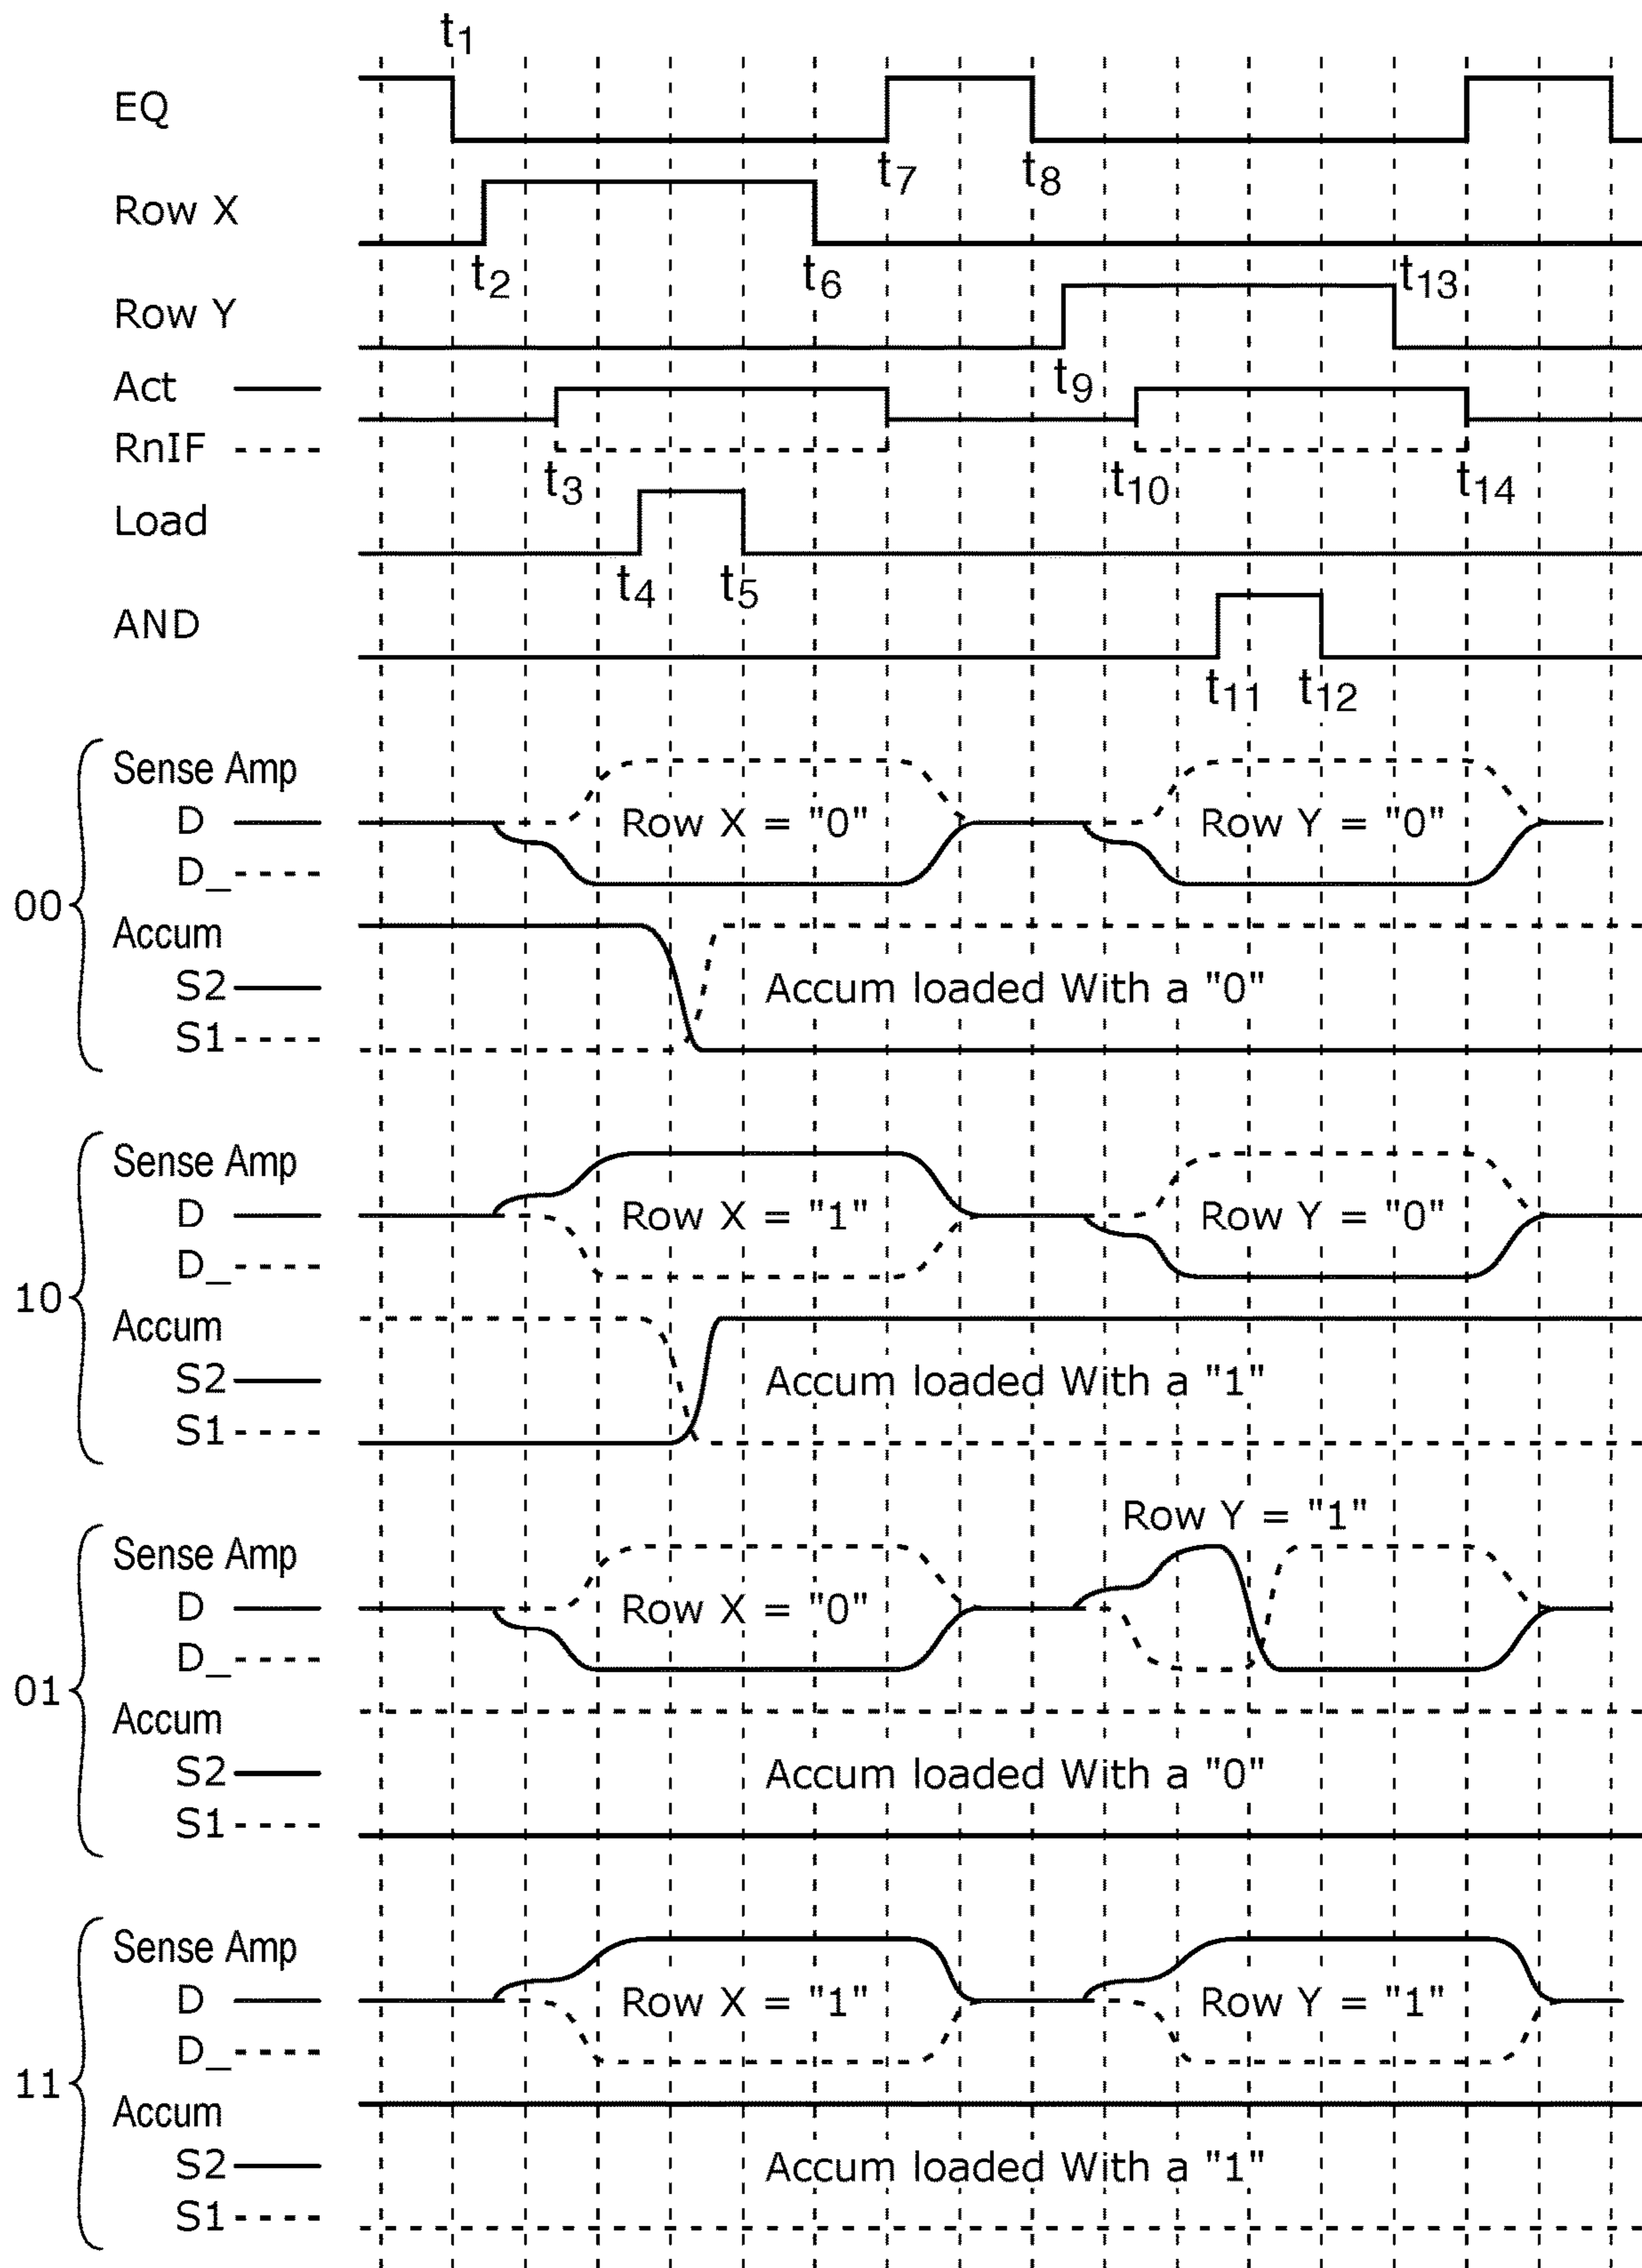 t1
EQ
t7 t8
Row X
t2 t6 t13
Row Y
t9
Act
RnIF
t3 t10 t14
Load
t4 t5
AND
t11 t12
Sense Amp
D Row X = "0" Row Y = "0"
D_
00
Accum
S2 Accum loaded With a "0"
S1
Sense Amp
D Row X = "1" Row Y = "0"
D_
10
Accum
S2 Accum loaded With a "1"
S1
Row Y = "1"
Sense Amp
D Row X = "0"
D_
01
Accum
S2 Accum loaded With a "0"
S1
Sense Amp
D Row X = "1" Row Y = "1"
D_
11
Accum
S2 Accum loaded With a "1"
S1